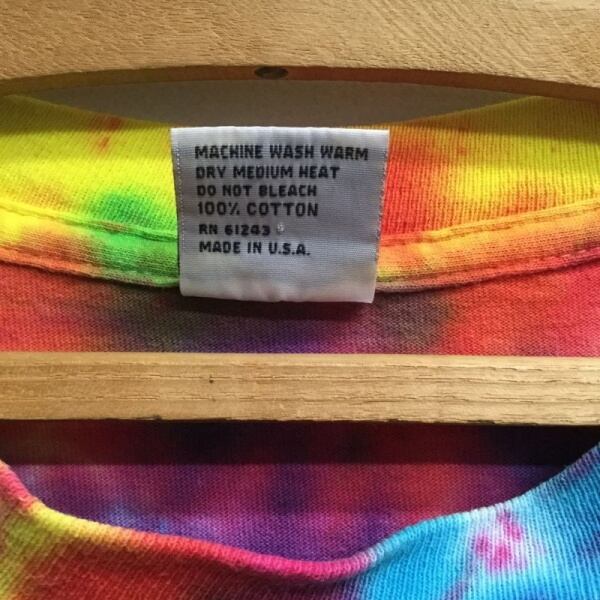 MACHINE WASH WARM
DRY MEDIUM HEAT
DO NOT BLEACH
100% COTTON
RN 61243
MADE IN U.S.A.